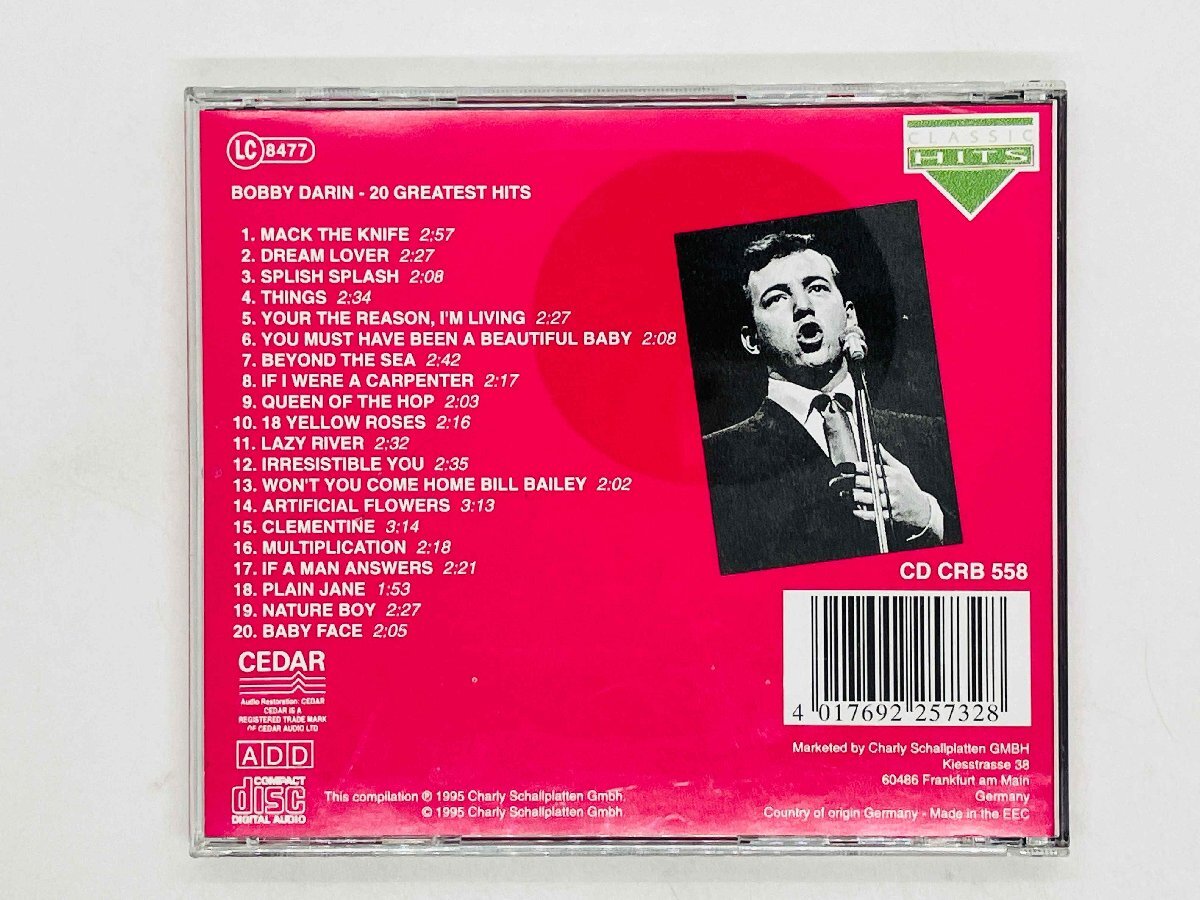 LC 8477
CLASSIC
HITS
BOBBY DARIN - 20 GREATEST HITS
1. MACK THE KNIFE 2:57
2. DREAM LOVER 2:27
3. SPLISH SPLASH 2:08
4. THINGS 2:34
5. YOUR THE REASON, I'M LIVING 2:27
6. YOU MUST HAVE BEEN A BEAUTIFUL BABY 2:08
7. BEYOND THE SEA 2:42
8. IF I WERE A CARPENTER 2:17
9. QUEEN OF THE HOP 2:03
10. 18 YELLOW ROSES 2:16
11. LAZY RIVER 2:32
12. IRRESISTIBLE YOU 2:35
13. WON'T YOU COME HOME BILL BAILEY 2:02
14. ARTIFICIAL FLOWERS 3:13
15. CLEMENTINE 3:14
16. MULTIPLICATION 2:18
17. IF A MAN ANSWERS 2:21
18. PLAIN JANE 1:53
19. NATURE BOY 2:27
20. BABY FACE 2:05
CD CRB 558
4 017692 257328
CEDAR
Audio Restoration: CEDAR
CEDAR IS A
REGISTERED TRADE MARK
OF CEDAR AUDIO LTD
ADD
COMPACT
disc
DIGITAL AUDIO
This compilation ℗ 1995 Charly Schallplatten Gmbh.
© 1995 Charly Schallplatten Gmbh.
Marketed by Charly Schallplatten GMBH
Kiesstrasse 38
60486 Frankfurt am Main
Germany
Country of origin Germany - Made in the EEC